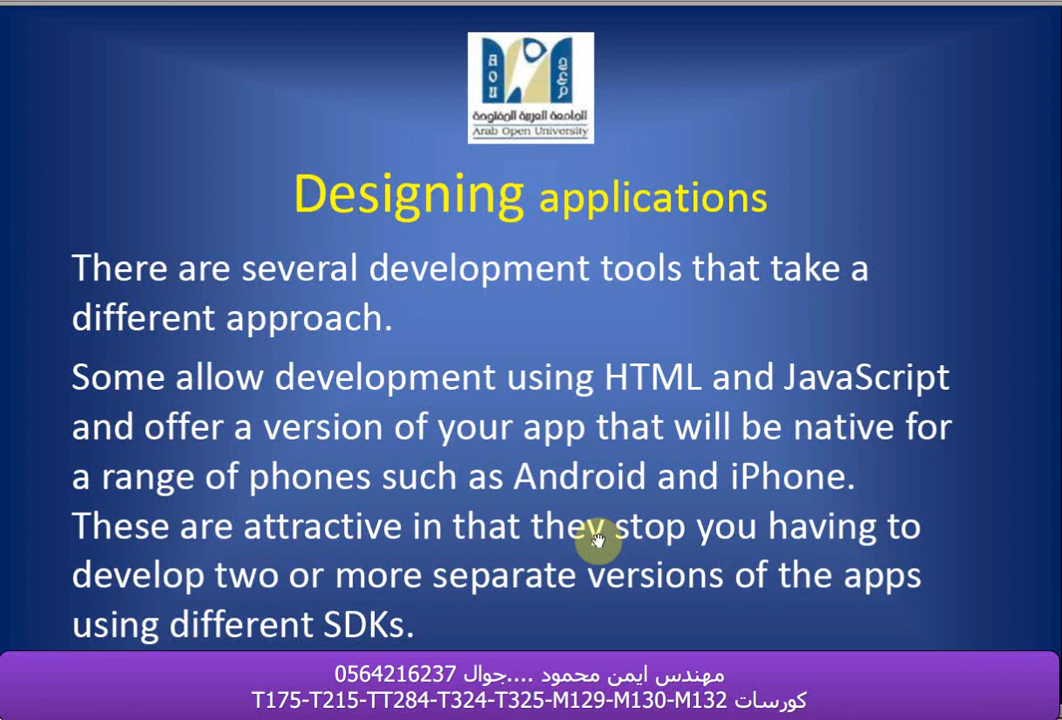 AOU
الجامعة العربية المفتوحة
Arab Open University
Designing applications
There are several development tools that take a
different approach.
Some allow development using HTML and JavaScript
and offer a version of your app that will be native for
a range of phones such as Android and iPhone.
These are attractive in that they stop you having to
develop two or more separate versions of the apps
using different SDKs.
مهندس ايمن محمود ....جوال 0564216237
كورسات T175-T215-TT284-T324-T325-M129-M130-M132